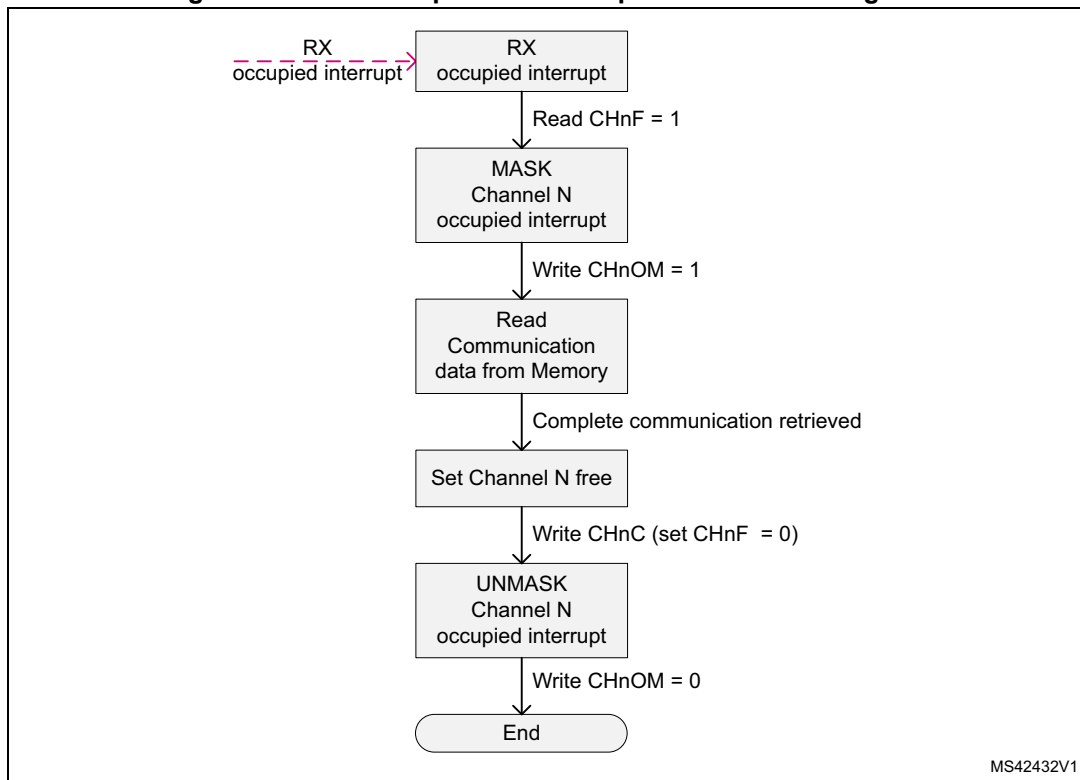 RX
occupied interrupt
RX
occupied interrupt
Read CHnF = 1
MASK
Channel N
occupied interrupt
Write CHnOM = 1
Read
Communication
data from Memory
Complete communication retrieved
Set Channel N free
Write CHnC (set CHnF = 0)
UNMASK
Channel N
occupied interrupt
Write CHnOM = 0
End
MS42432V1